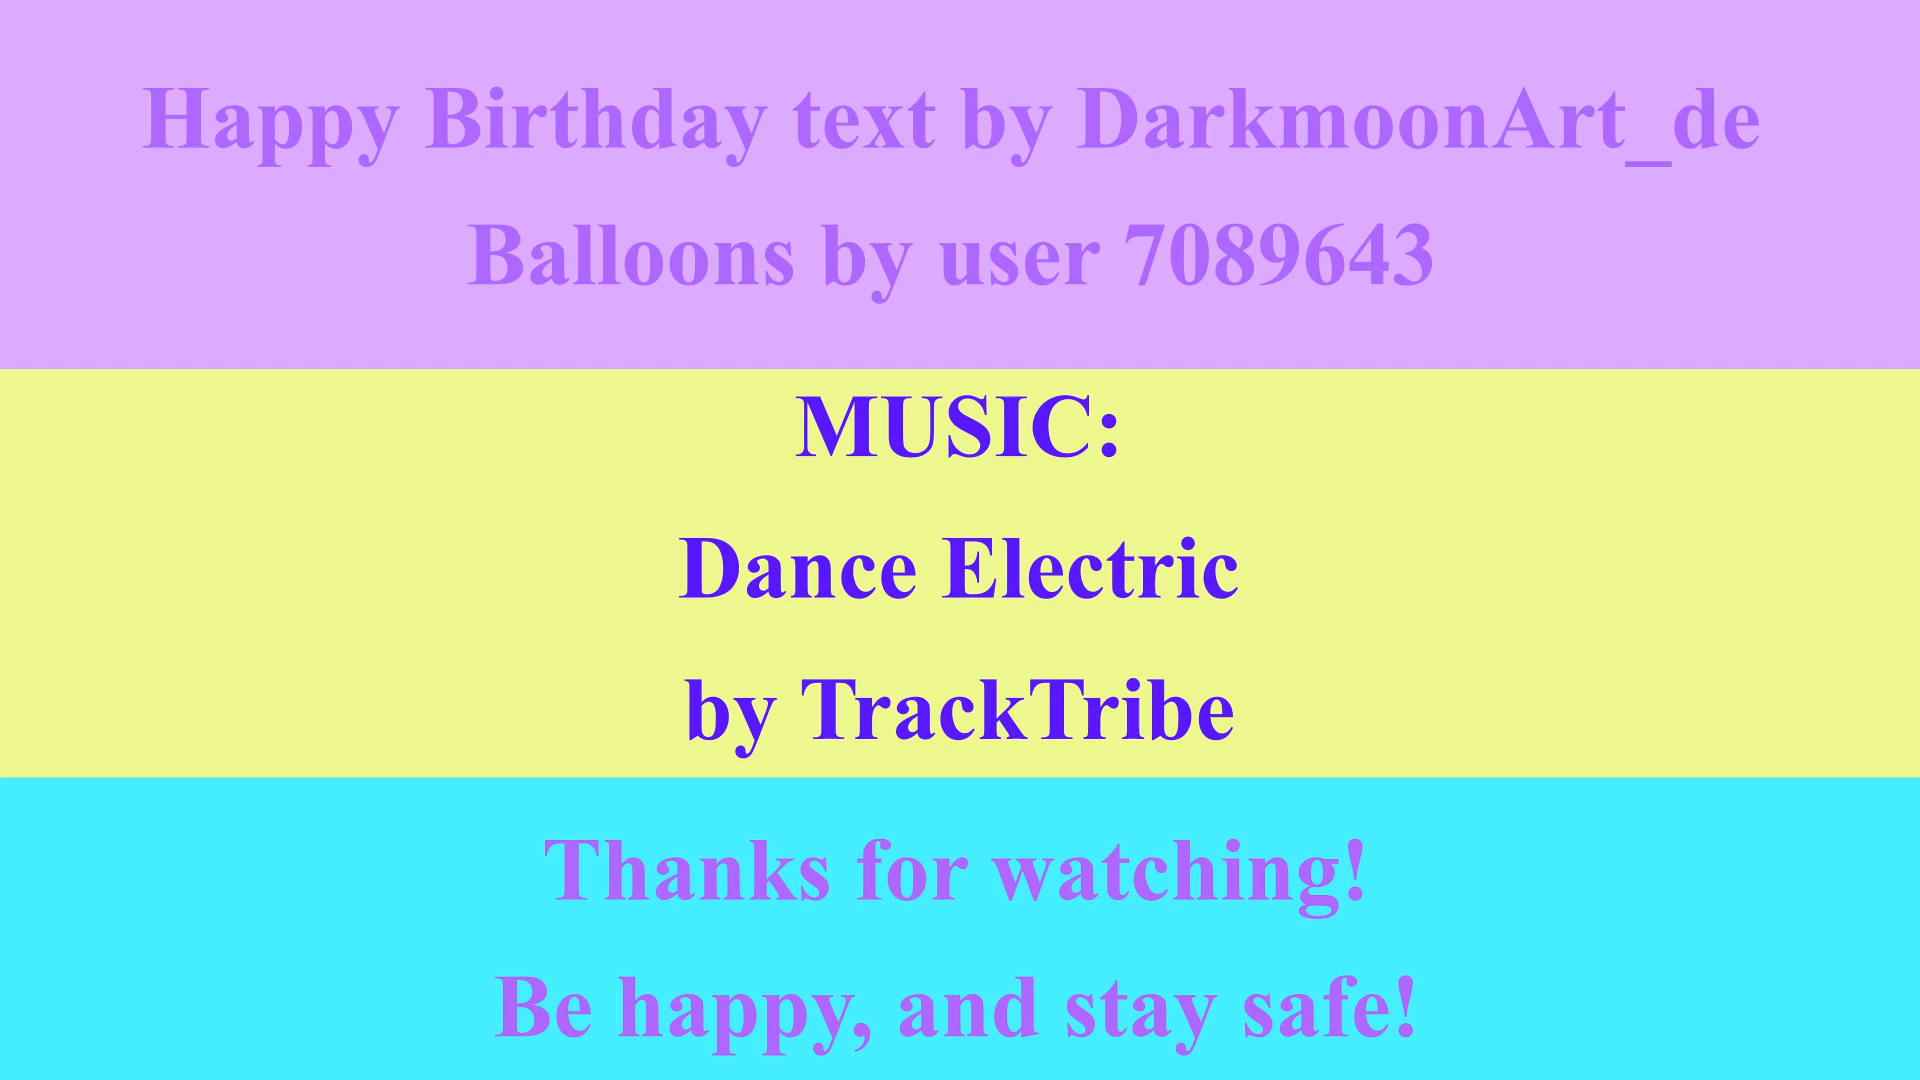 Happy Birthday text by DarkmoonArt_de
Balloons by user 7089643
MUSIC:
Dance Electric
by TrackTribe
Thanks for watching!
Be happy, and stay safe!